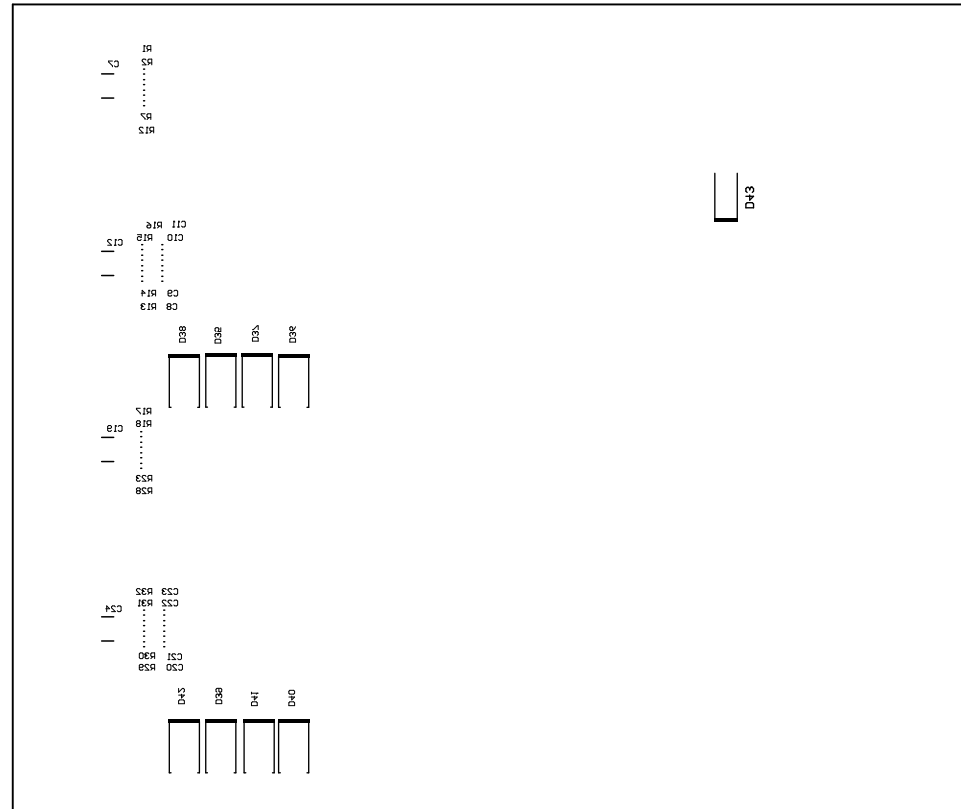 R1
C7 R2
R7
R12
D43
R16 C11
C12 R15 C10
R14 C9
R13 C8
D38 D35 D37 D36
R17
C19 R18
R23
R28
R32 C23
C24 R31 C22
R30 C21
R29 C20
D42 D39 D41 D40